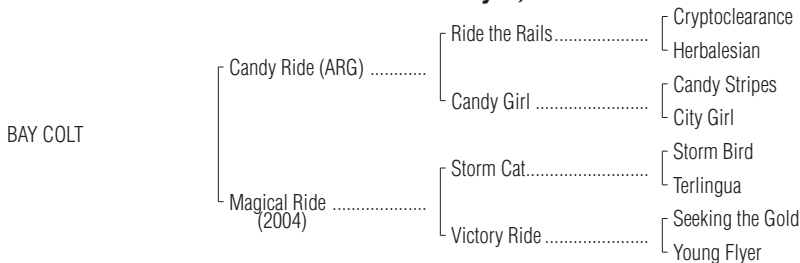 Cryptoclearance
Ride the Rails....................
Herbalesian
Candy Ride (ARG) ............
Candy Stripes
Candy Girl ........................
City Girl
BAY COLT
Storm Bird
Storm Cat..........................
Terlingua
Magical Ride ....................
(2004)
Seeking the Gold
Victory Ride ......................
Young Flyer